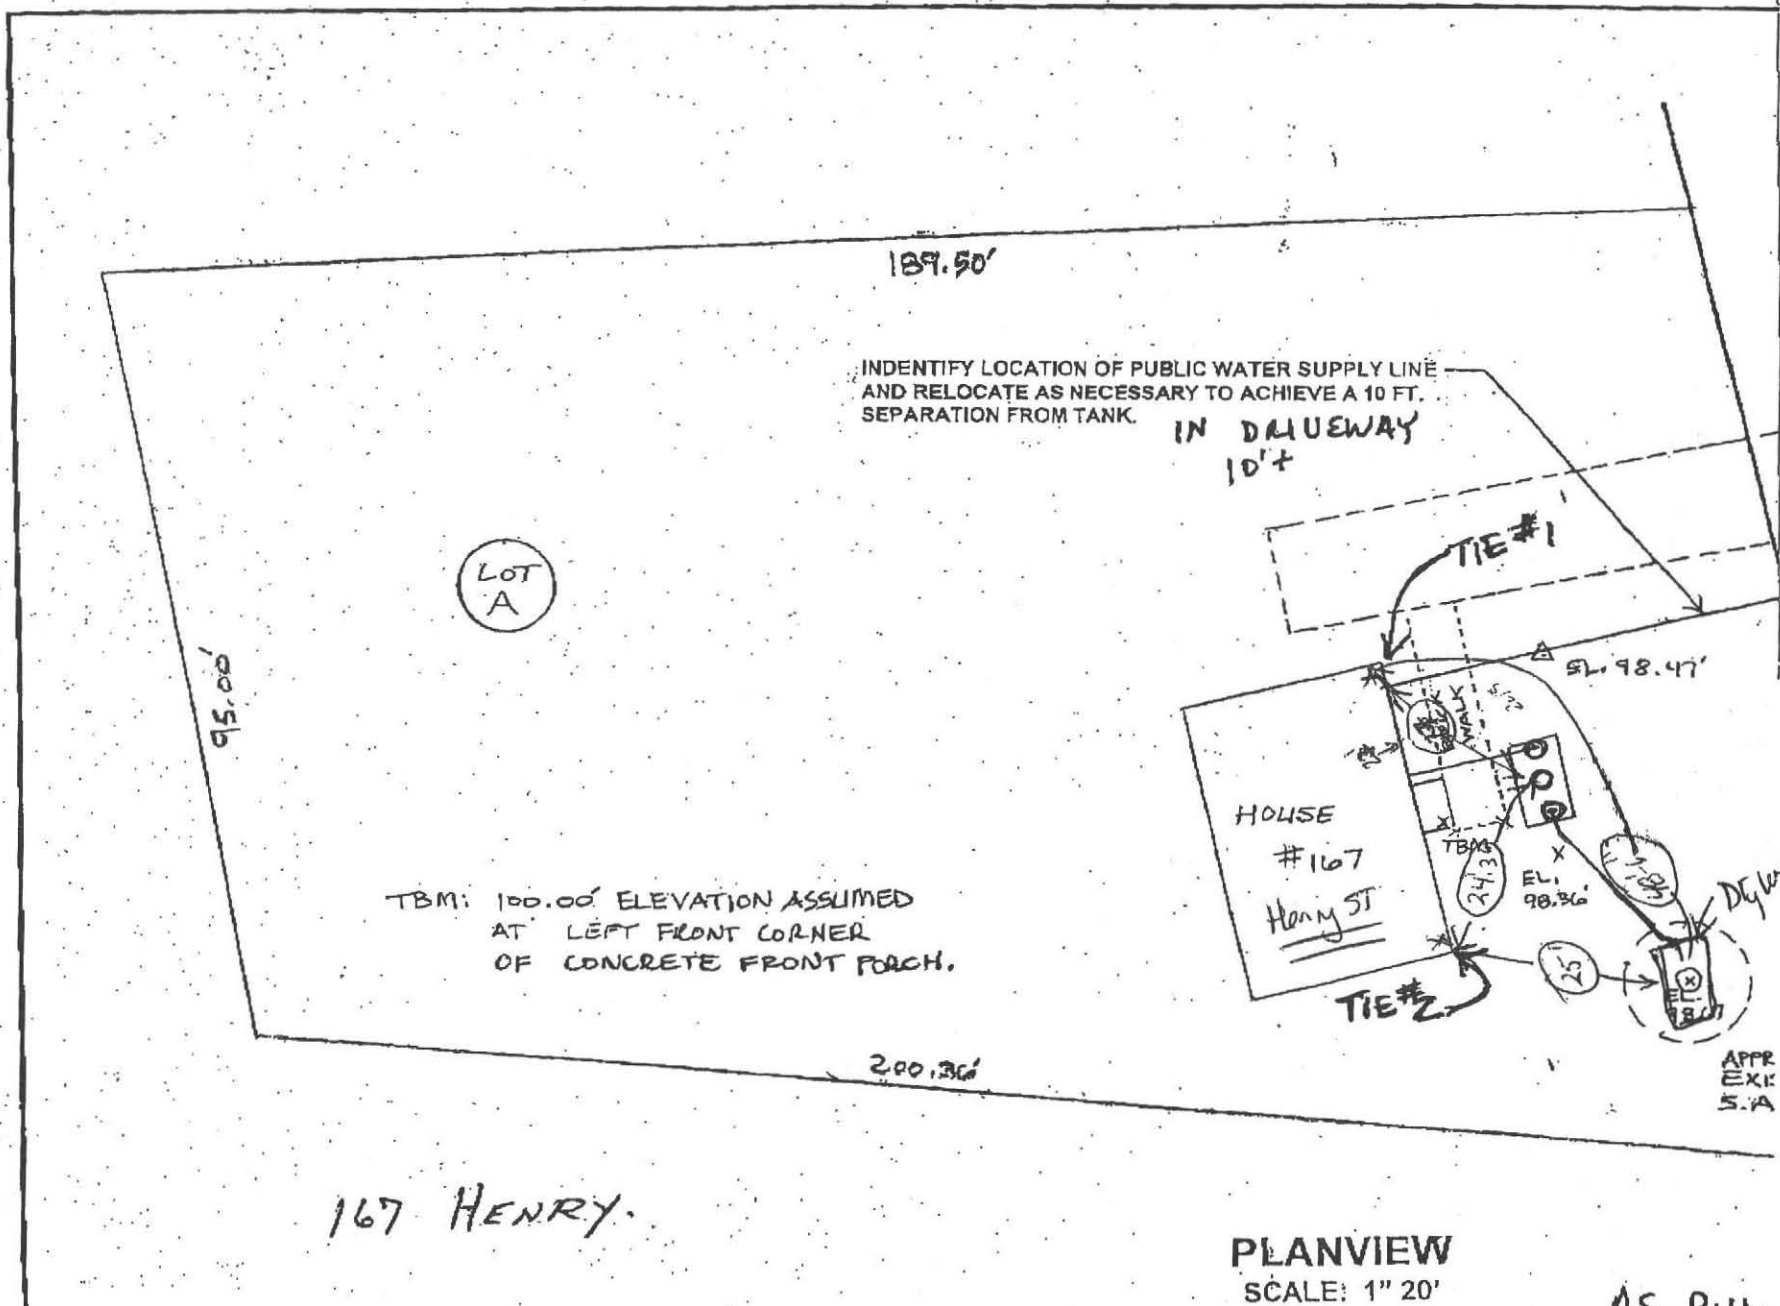 189.50'
INDENTIFY LOCATION OF PUBLIC WATER SUPPLY LINE
AND RELOCATE AS NECESSARY TO ACHIEVE A 10 FT.
SEPARATION FROM TANK.
IN DRIVEWAY
10'+
TIE #1
LOT
A
EL. 98.47'
95.00'
WALK
HOUSE
#167
Henry ST
TBM
24.3
EL.
98.36'
TBM: 100.00' ELEVATION ASSUMED
AT LEFT FRONT CORNER
OF CONCRETE FRONT PORCH.
25'
TIE #2
EL.
APPR
S.A
200.36'
167 HENRY.
PLANVIEW
SCALE: 1" 20'